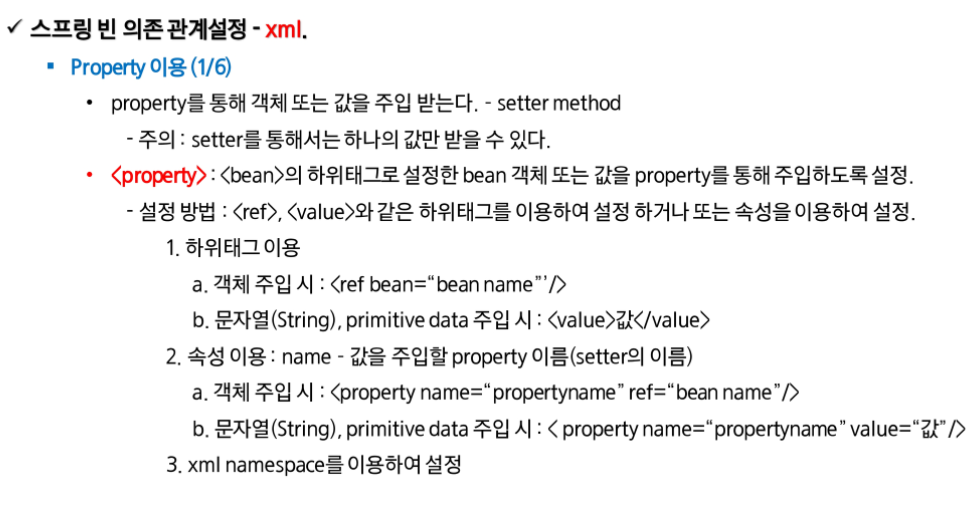 ✓ 스프링 빈 의존 관계설정 - xml.
▪ Property 이용 (1/6)
• property를 통해 객체 또는 값을 주입 받는다. - setter method
- 주의 : setter를 통해서는 하나의 값만 받을 수 있다.
• <property> : <bean>의 하위태그로 설정한 bean 객체 또는 값을 property를 통해 주입하도록 설정.
- 설정 방법 : <ref>, <value>와 같은 하위태그를 이용하여 설정 하거나 또는 속성을 이용하여 설정.
1. 하위태그 이용
a. 객체 주입 시 : <ref bean=“bean name”'/>
b. 문자열(String), primitive data 주입 시 : <value>값</value>
2. 속성 이용 : name - 값을 주입할 property 이름(setter의 이름)
a. 객체 주입 시 : <property name=“propertyname” ref=“bean name”/>
b. 문자열(String), primitive data 주입 시 : < property name=“propertyname” value=“값”/>
3. xml namespace를 이용하여 설정